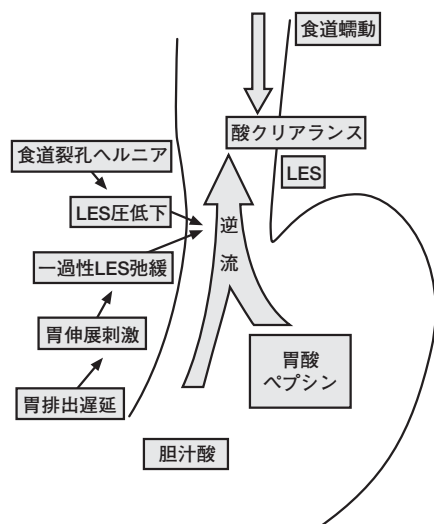 食道蠕動
酸クリアランス
食道裂孔ヘルニア
LES
LES圧低下
逆
流
一過性LES弛緩
胃伸展刺激
胃酸
ペプシン
胃排出遅延
胆汁酸